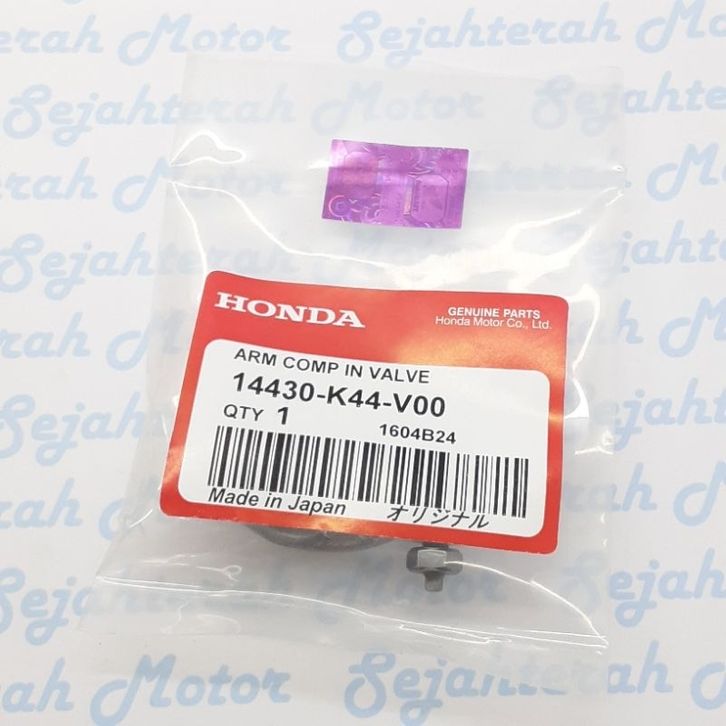 Sejahterah Motor
HONDA
GENUINE PARTS
Honda Motor Co., Ltd.
ARM COMP IN VALVE
14430-K44-V00
QTY 1
1604B24
Made in Japan
オリジナル